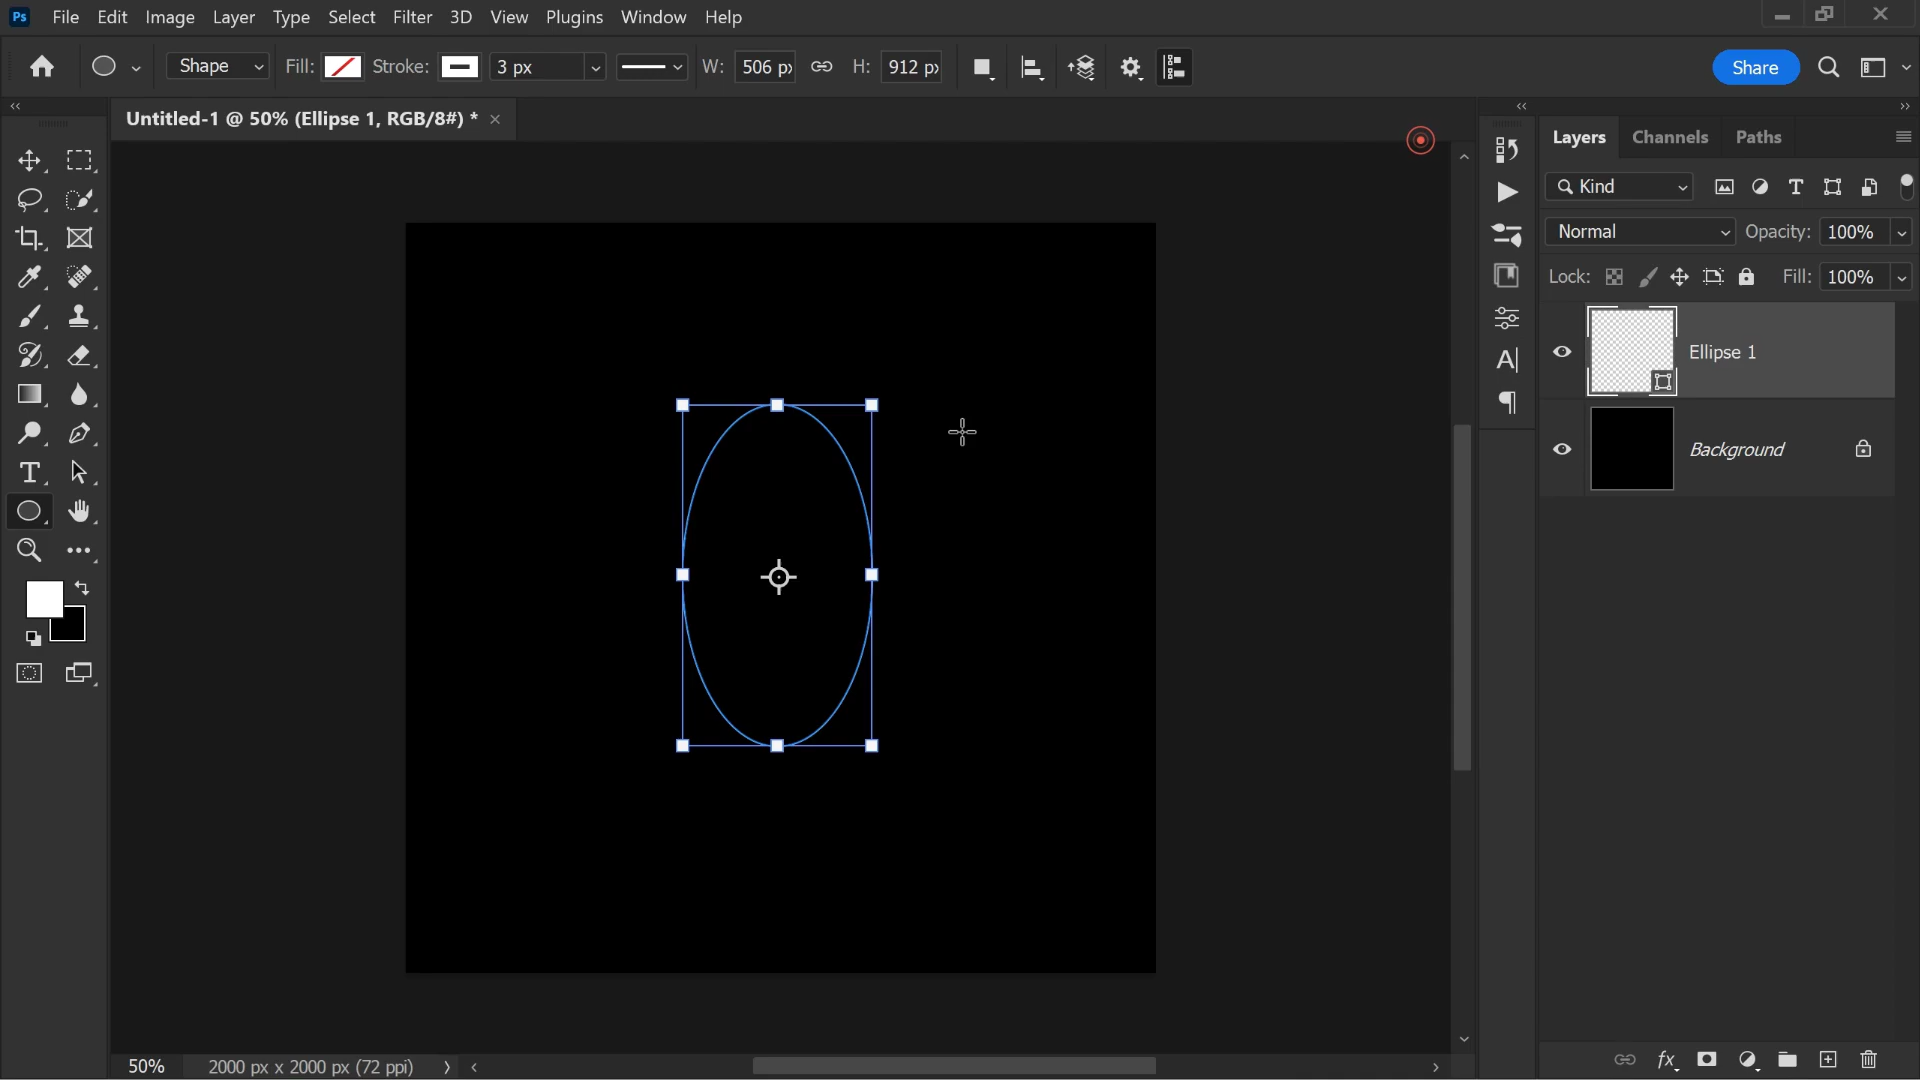 Ps File Edit Image Layer Type Select Filter 3D View Plugins Window Help
Shape Fill: Stroke: 3 px W: 506 px H: 912 px Share
Untitled-1 @ 50% (Ellipse 1, RGB/8#) * ×
Layers Channels Paths
Kind
Normal Opacity: 100%
Lock: Fill: 100%
Ellipse 1
Background
50% 2000 px x 2000 px (72 ppi)